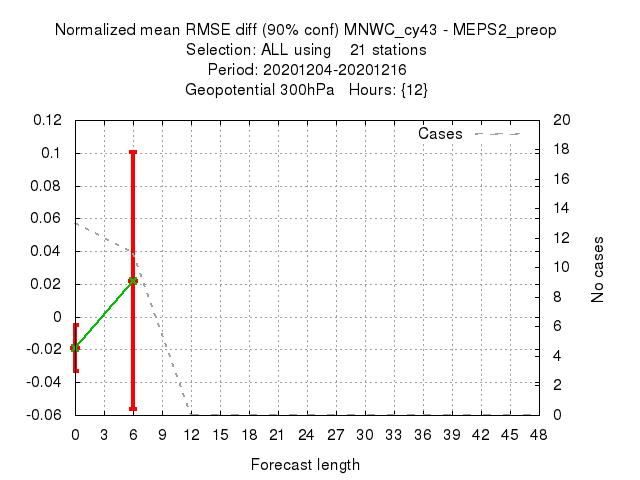 Normalized mean RMSE diff (90% conf) MNWC_cy43 - MEPS2_preop
Selection: ALL using 21 stations
Period: 20201204-20201216
Geopotential 300hPa Hours: {12}
Cases
0.12
0.1
0.08
0.06
0.04
0.02
0
-0.02
-0.04
-0.06
20
18
16
14
12
10
8
6
4
2
0
No cases
0 3 6 9 12 15 18 21 24 27 30 33 36 39 42 45 48
Forecast length